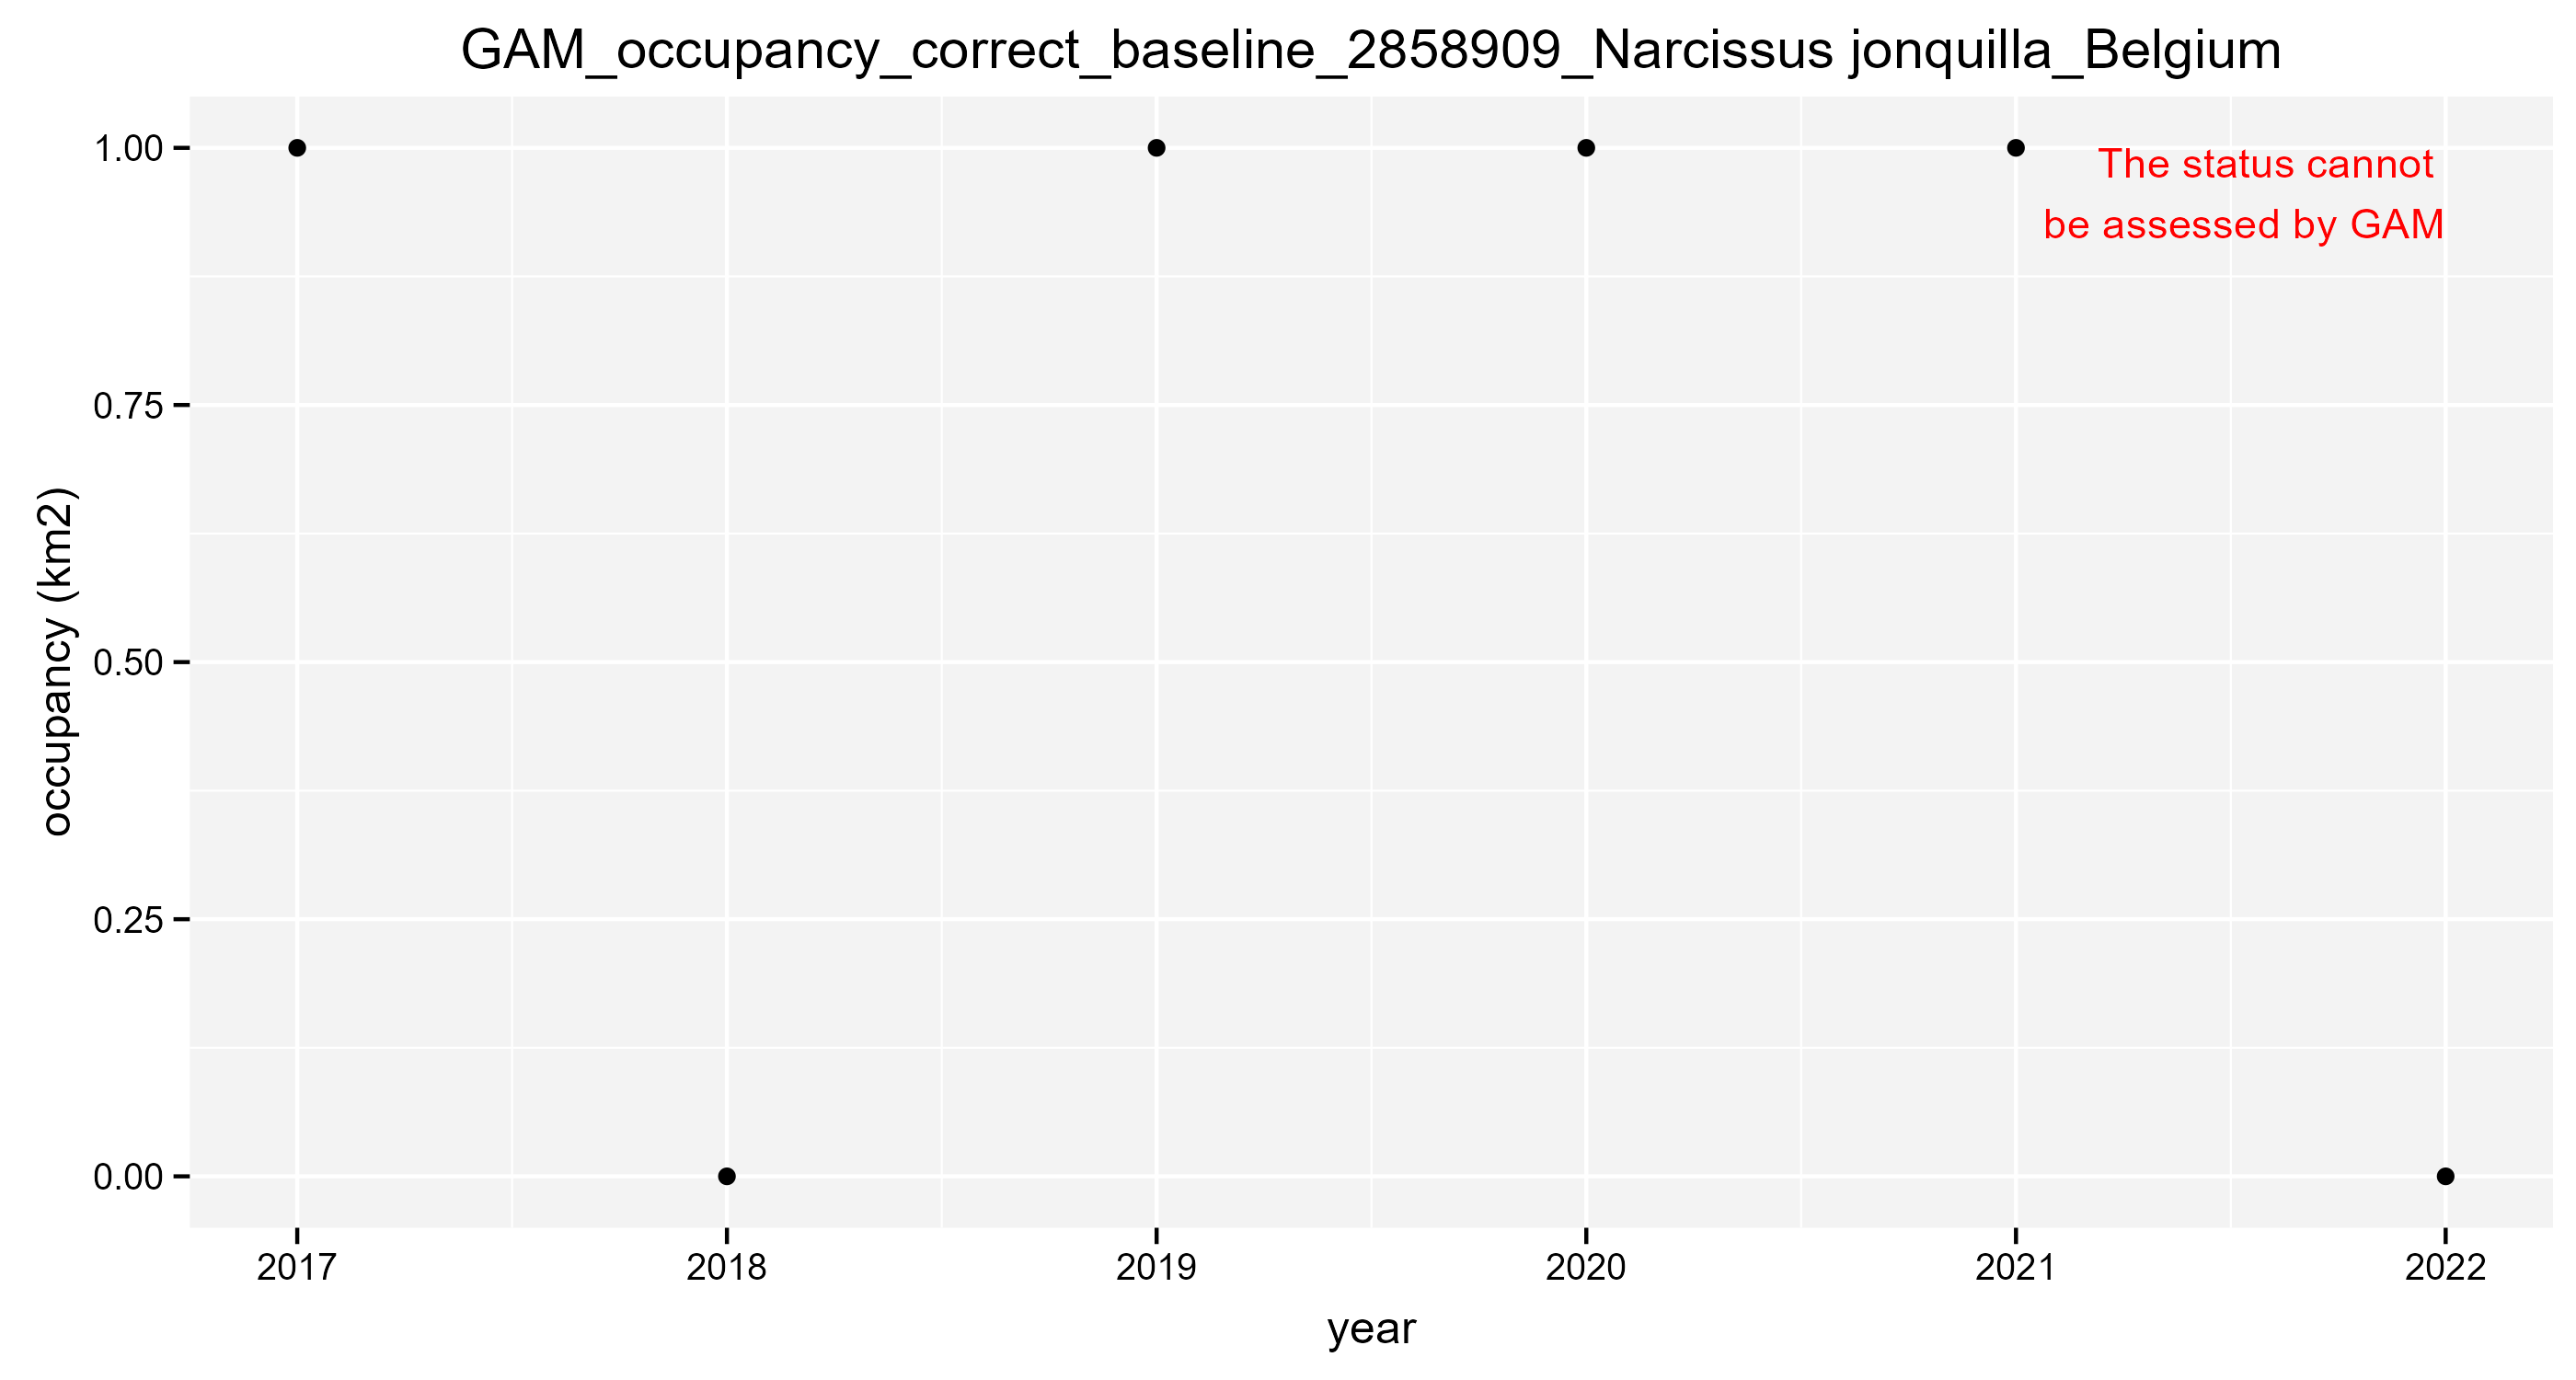 GAM_occupancy_correct_baseline_2858909_Narcissus jonquilla_Belgium
1.00
The status cannot
be assessed by GAM
0.75
occupancy (km2)
0.50
0.25
0.00
2017 2018 2019 2020 2021 2022
year